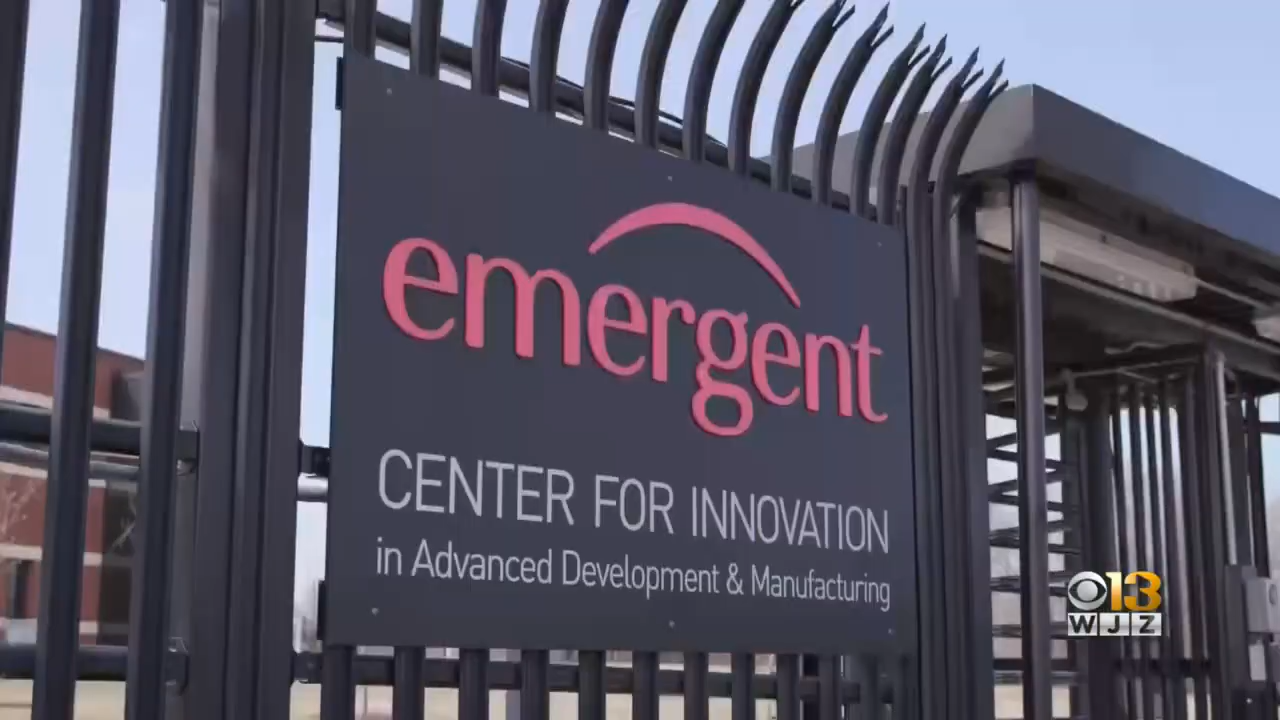 emergent
CENTER FOR INNOVATION
in Advanced Development & Manufacturing
13
WJZ